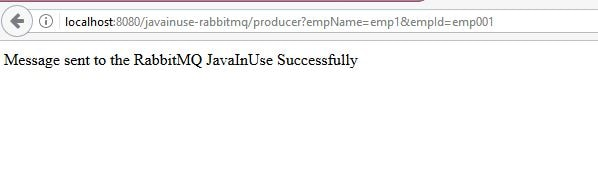 localhost:8080/javainuse-rabbitmq/producer?empName=emp1&empId=emp001
Message sent to the RabbitMQ JavaInUse Successfully